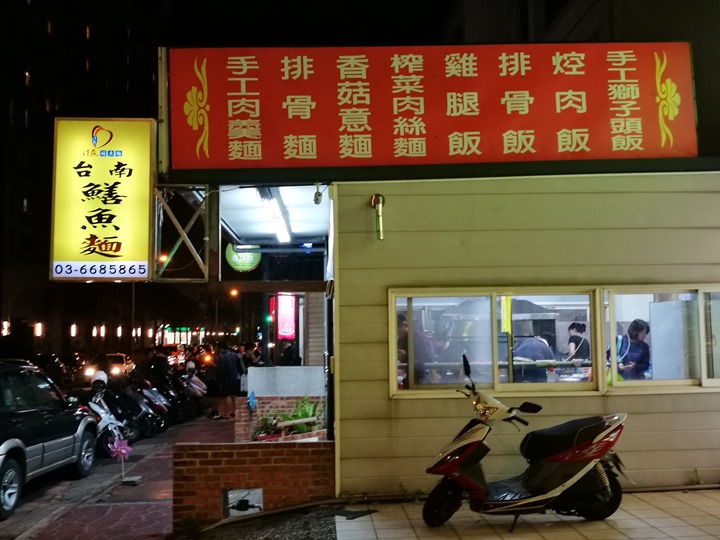 手工肉羹麵
排骨麵
香菇意麵
榨菜肉絲麵
雞腿飯
排骨飯
焢肉飯
手工獅子頭飯
台南
鱔魚麵
03-6685865